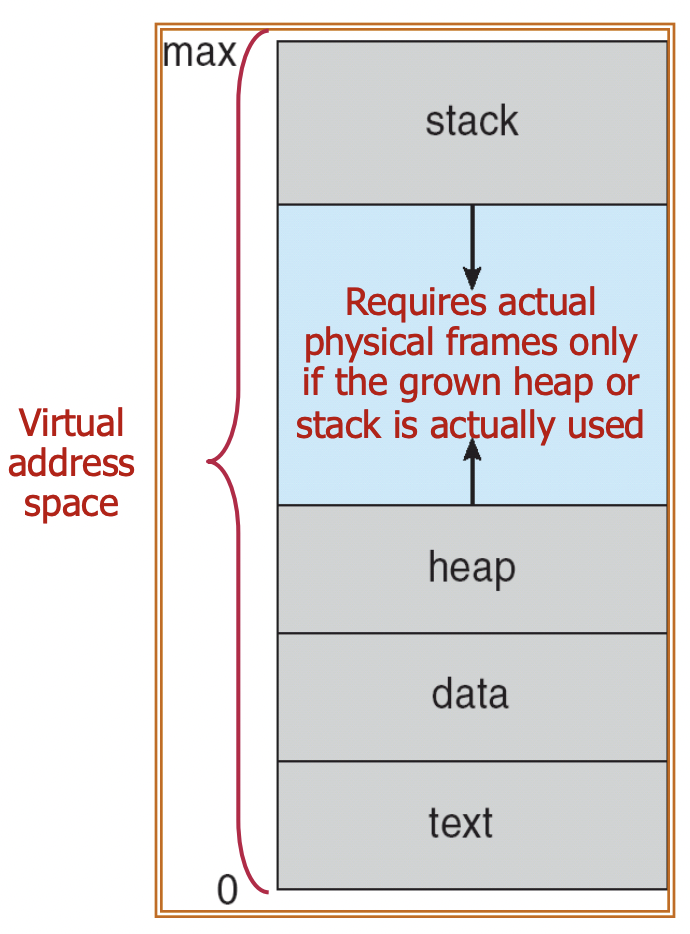 max
stack
Requires actual
physical frames only
if the grown heap or
stack is actually used
Virtual
address
space
heap
data
text
0